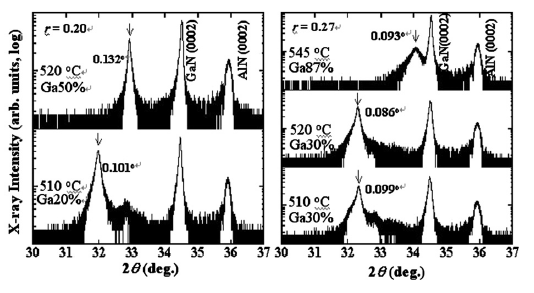 X-ray Intensity (arb. units, log)
ξ = 0.20
0.132°
520 °C
Ga50%
GaN (0002)
AlN (0002)
0.101°
510 °C
Ga20%
30 31 32 33 34 35 36 37
2θ (deg.)
ξ = 0.27
0.093°
545 °C
Ga87%
GaN (0002)
AlN (0002)
0.086°
520 °C
Ga30%
0.099°
510 °C
Ga30%
30 31 32 33 34 35 36 37
2θ (deg.)